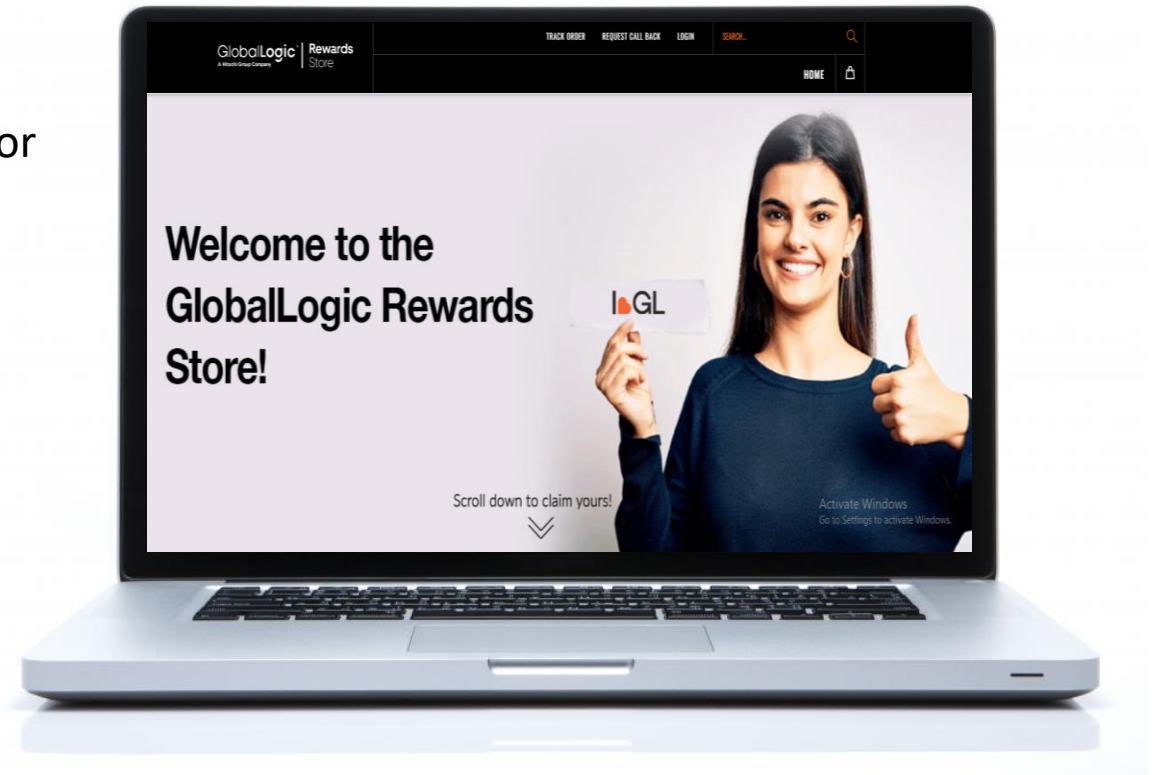 TRACK ORDER REQUEST CALL BACK LOGIN SEARCH..
GlobalLogic Rewards
A Hitachi Group Company Store
HOME
or
Welcome to the
GlobalLogic Rewards
Store!
I GL
Scroll down to claim yours!
Activate Windows
Go to Settings to activate Windows.